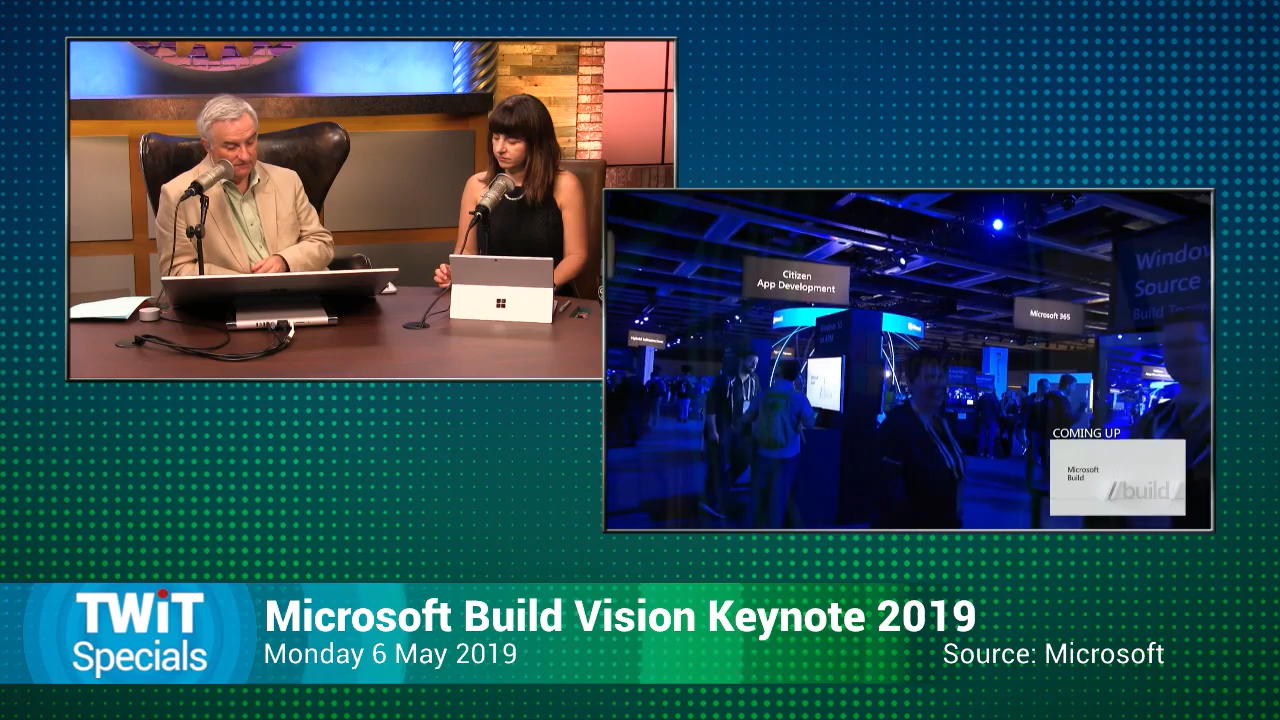 Citizen
App Development
Microsoft 365
Window
Source
Build
COMING UP
Microsoft
Build
//build/
TWiT
Specials
Microsoft Build Vision Keynote 2019
Monday 6 May 2019
Source: Microsoft